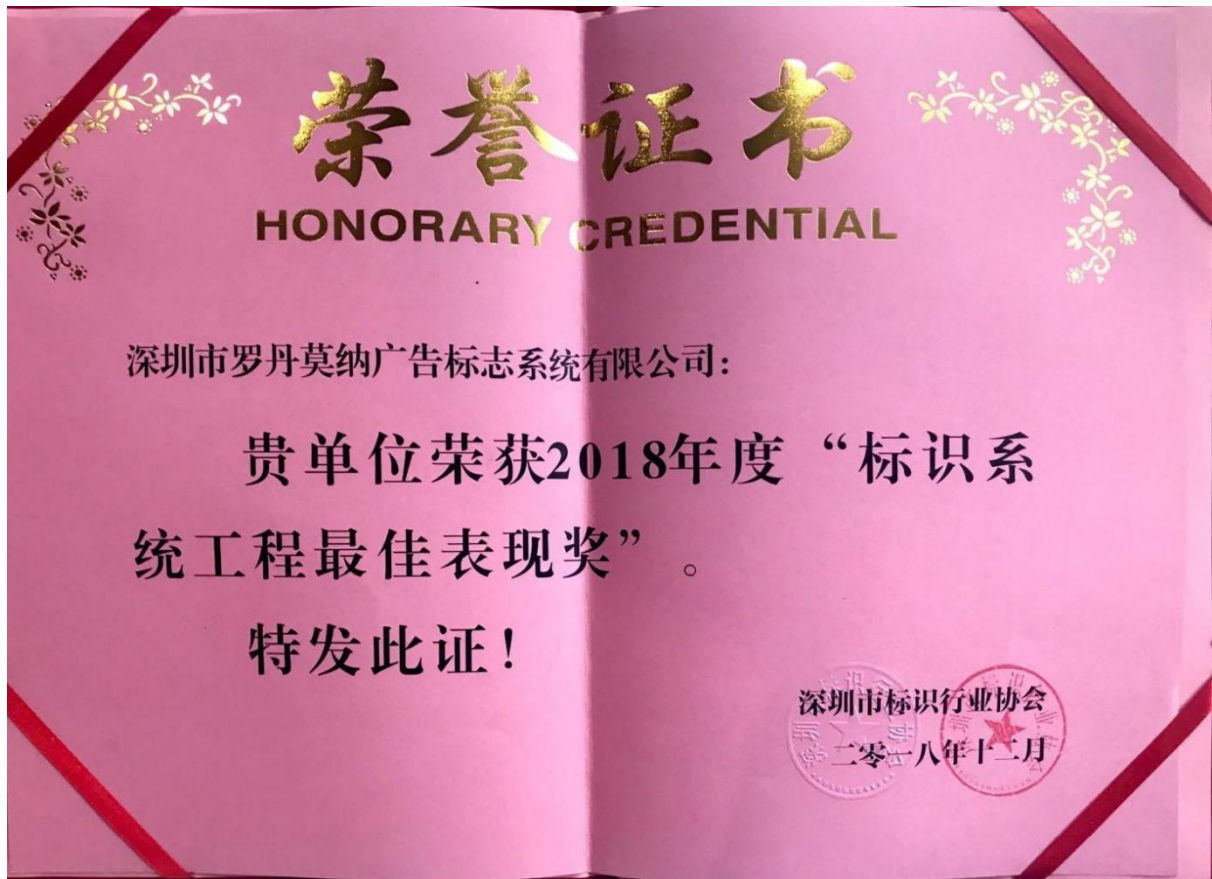 荣誉证书
HONORARY CREDENTIAL
深圳市罗丹莫纳广告标志系统有限公司：
贵单位荣获2018年度“标识系
统工程最佳表现奖”。
特发此证！
深圳市标识行业协会
二零一八年十二月